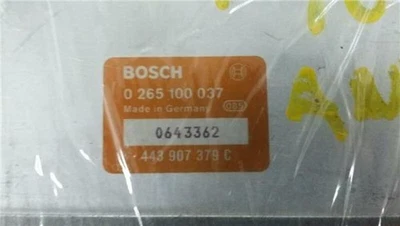 BOSCH
0 265 100 037
Made in Germany
0643362
443 907 379 C